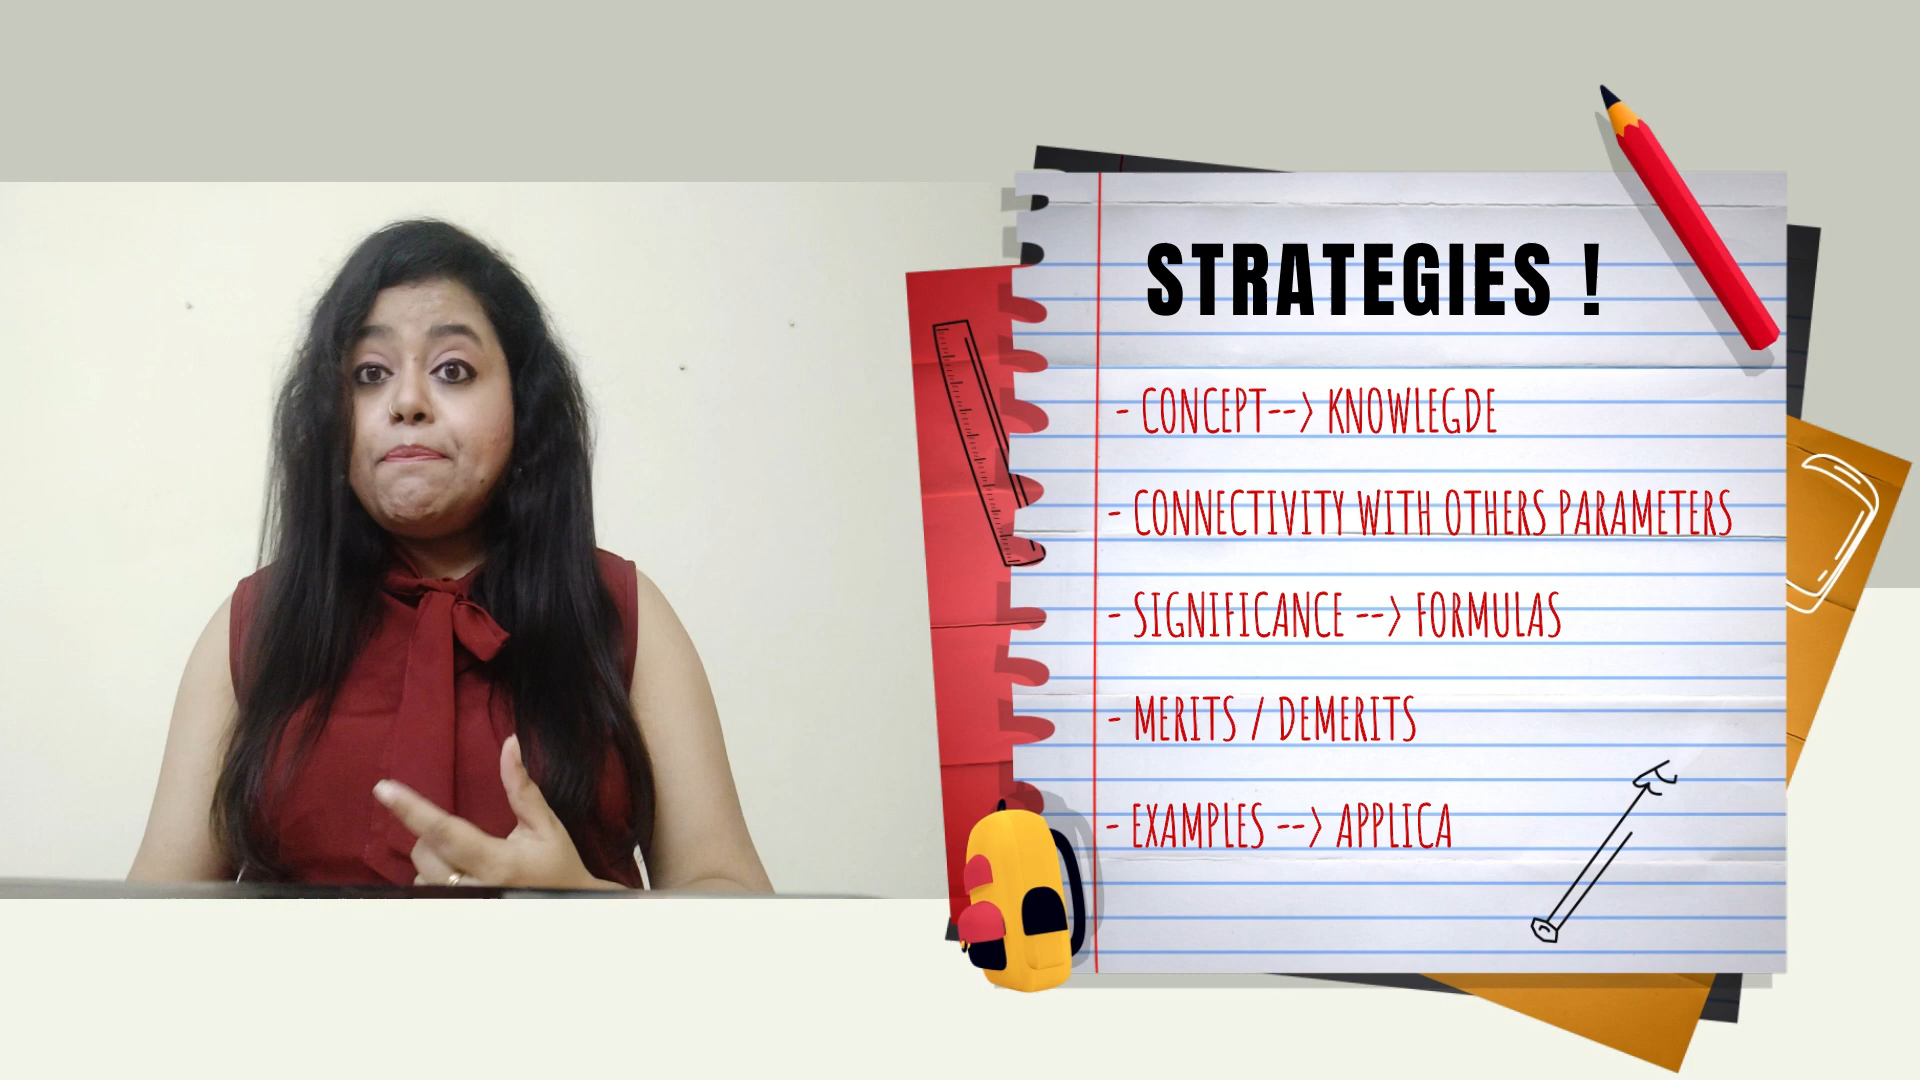 STRATEGIES !
- CONCEPT--> KNOWLEGDE
- CONNECTIVITY WITH OTHERS PARAMETERS
- SIGNIFICANCE --> FORMULAS
- MERITS / DEMERITS
- EXAMPLES --> APPLICA